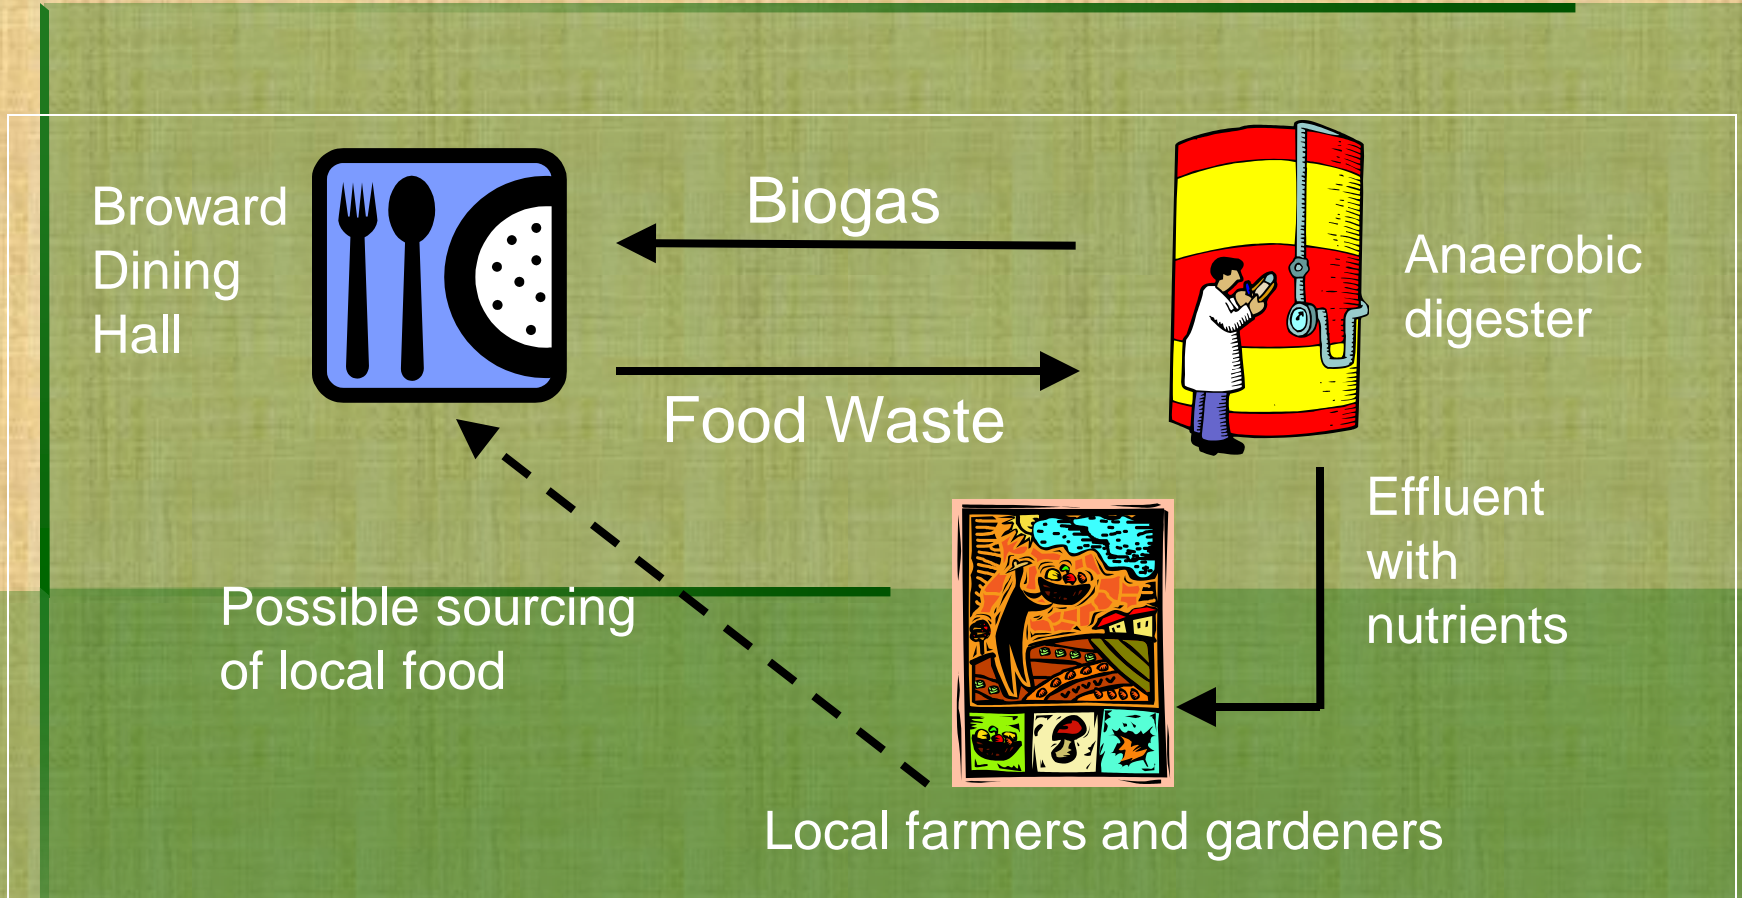 Broward
Dining
Hall
Biogas
Anaerobic
digester
Food Waste
Effluent
with
nutrients
Possible sourcing
of local food
Local farmers and gardeners